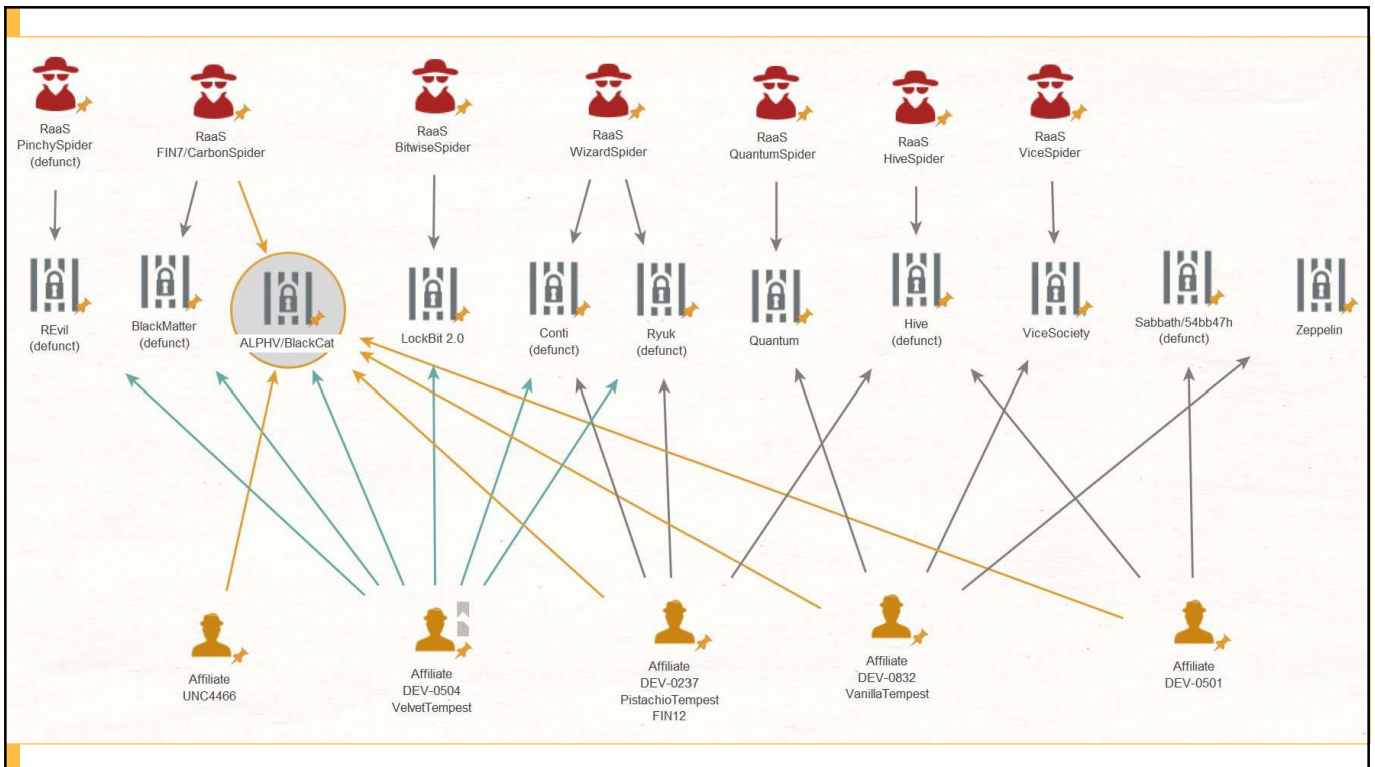 RaaS
PinchySpider
(defunct)
RaaS
FIN7/CarbonSpider
RaaS
BitwiseSpider
RaaS
WizardSpider
RaaS
QuantumSpider
RaaS
HiveSpider
RaaS
ViceSpider
REvil
(defunct)
BlackMatter
(defunct)
ALPHV/BlackCat
LockBit 2.0
Conti
(defunct)
Ryuk
(defunct)
Quantum
Hive
(defunct)
ViceSociety
Sabbath/54bb47h
(defunct)
Zeppelin
Affiliate
UNC4466
Affiliate
DEV-0504
VelvetTempest
Affiliate
DEV-0237
PistachioTempest
FIN12
Affiliate
DEV-0832
VanillaTempest
Affiliate
DEV-0501